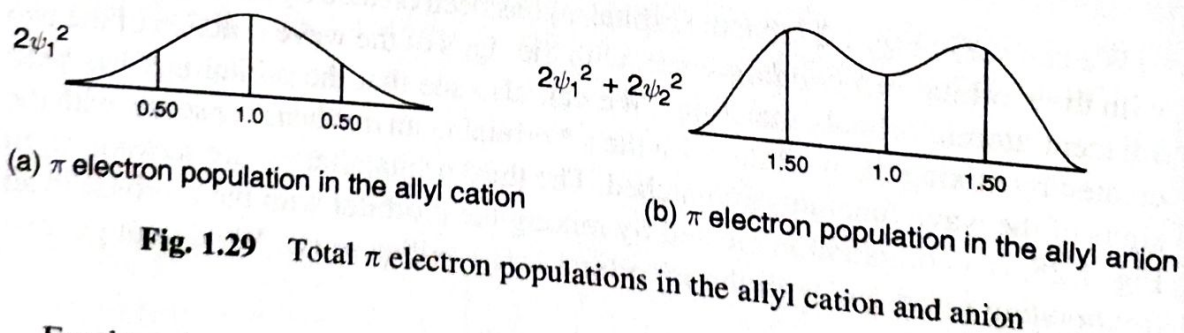 2ψ₁²
0.50 1.0 0.50
(a) π electron population in the allyl cation
2ψ₁² + 2ψ₂²
1.50 1.0 1.50
(b) π electron population in the allyl anion
Fig. 1.29 Total π electron populations in the allyl cation and anion